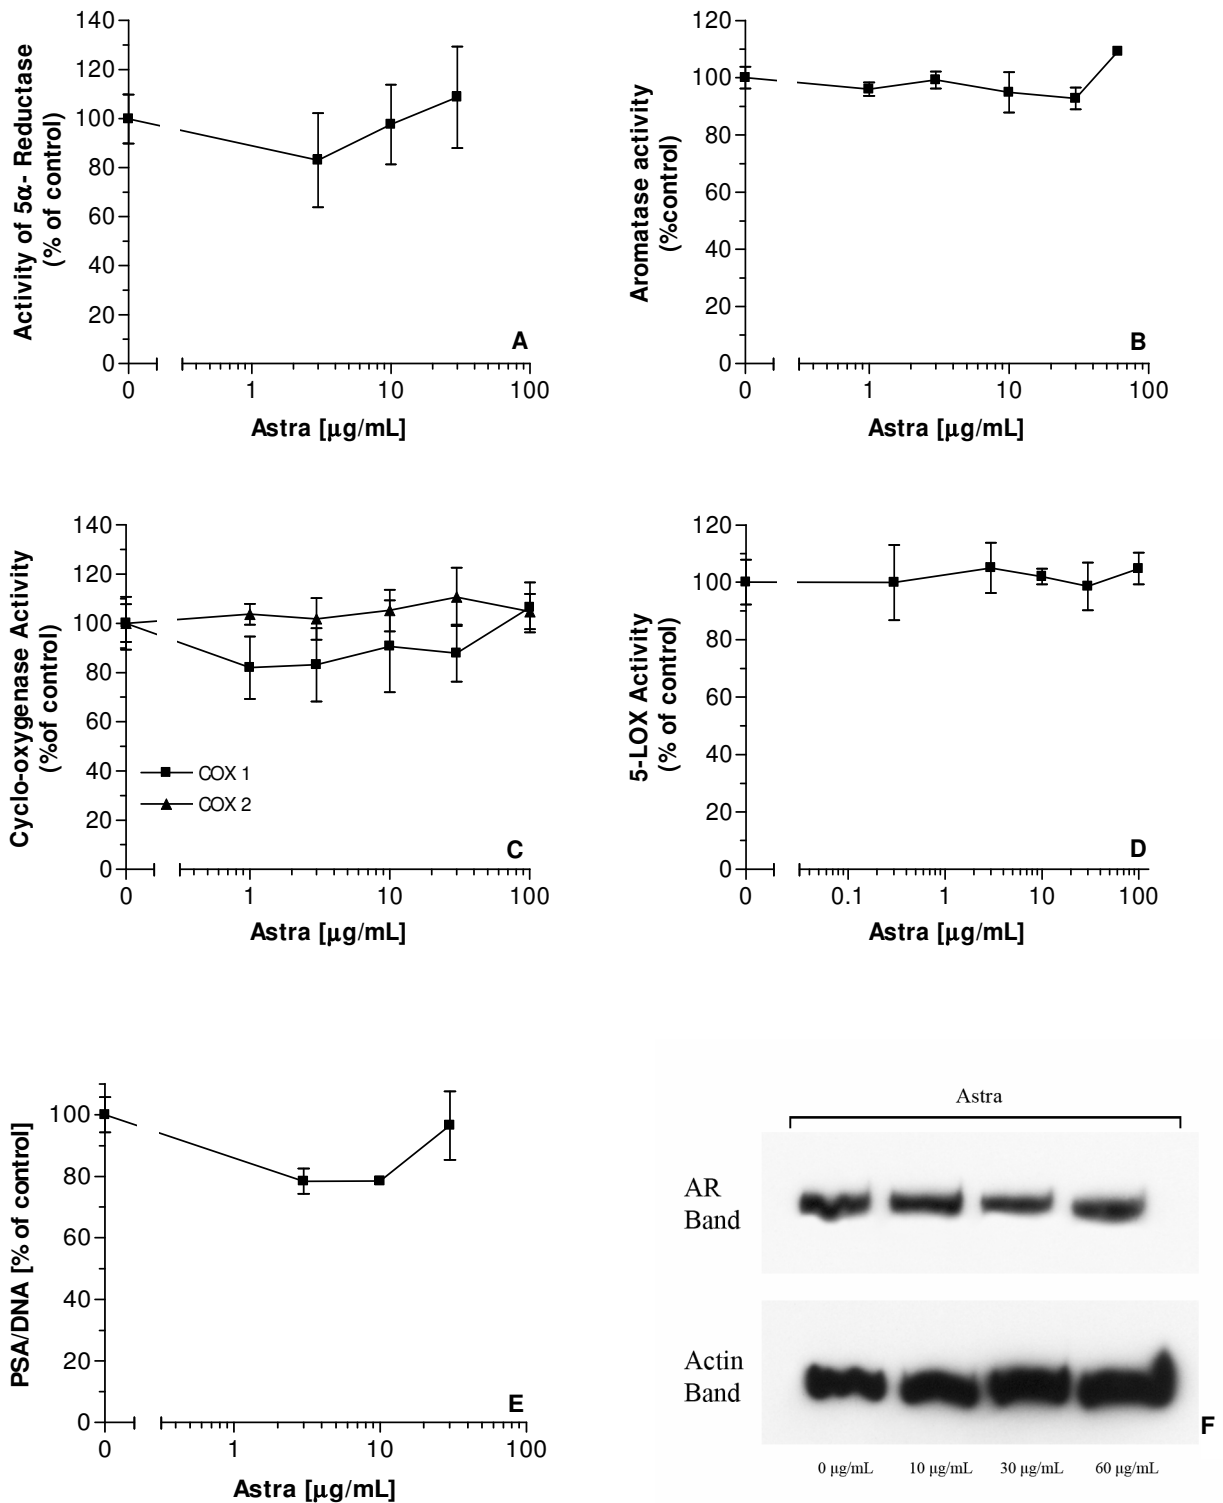 Activity of 5α- Reductase
(% of control)
140
120
100
80
60
40
20
0
0
1
10
100
A
Astra [μg/mL]
Aromatase activity
(%control)
120
100
80
60
40
20
0
0
1
10
100
B
Astra [μg/mL]
Cyclo-oxygenase Activity
(%of control)
140
120
100
80
60
40
20
0
COX 1
COX 2
0
1
10
100
C
Astra [μg/mL]
5-LOX Activity
(% of control)
120
100
80
60
40
20
0
0
0.1
1
10
100
D
Astra [μg/mL]
PSA/DNA [% of control]
100
80
60
40
20
0
0
1
10
100
E
Astra [μg/mL]
Astra
AR
Band
Actin
Band
F
0 μg/mL 10 μg/mL 30 μg/mL 60 μg/mL